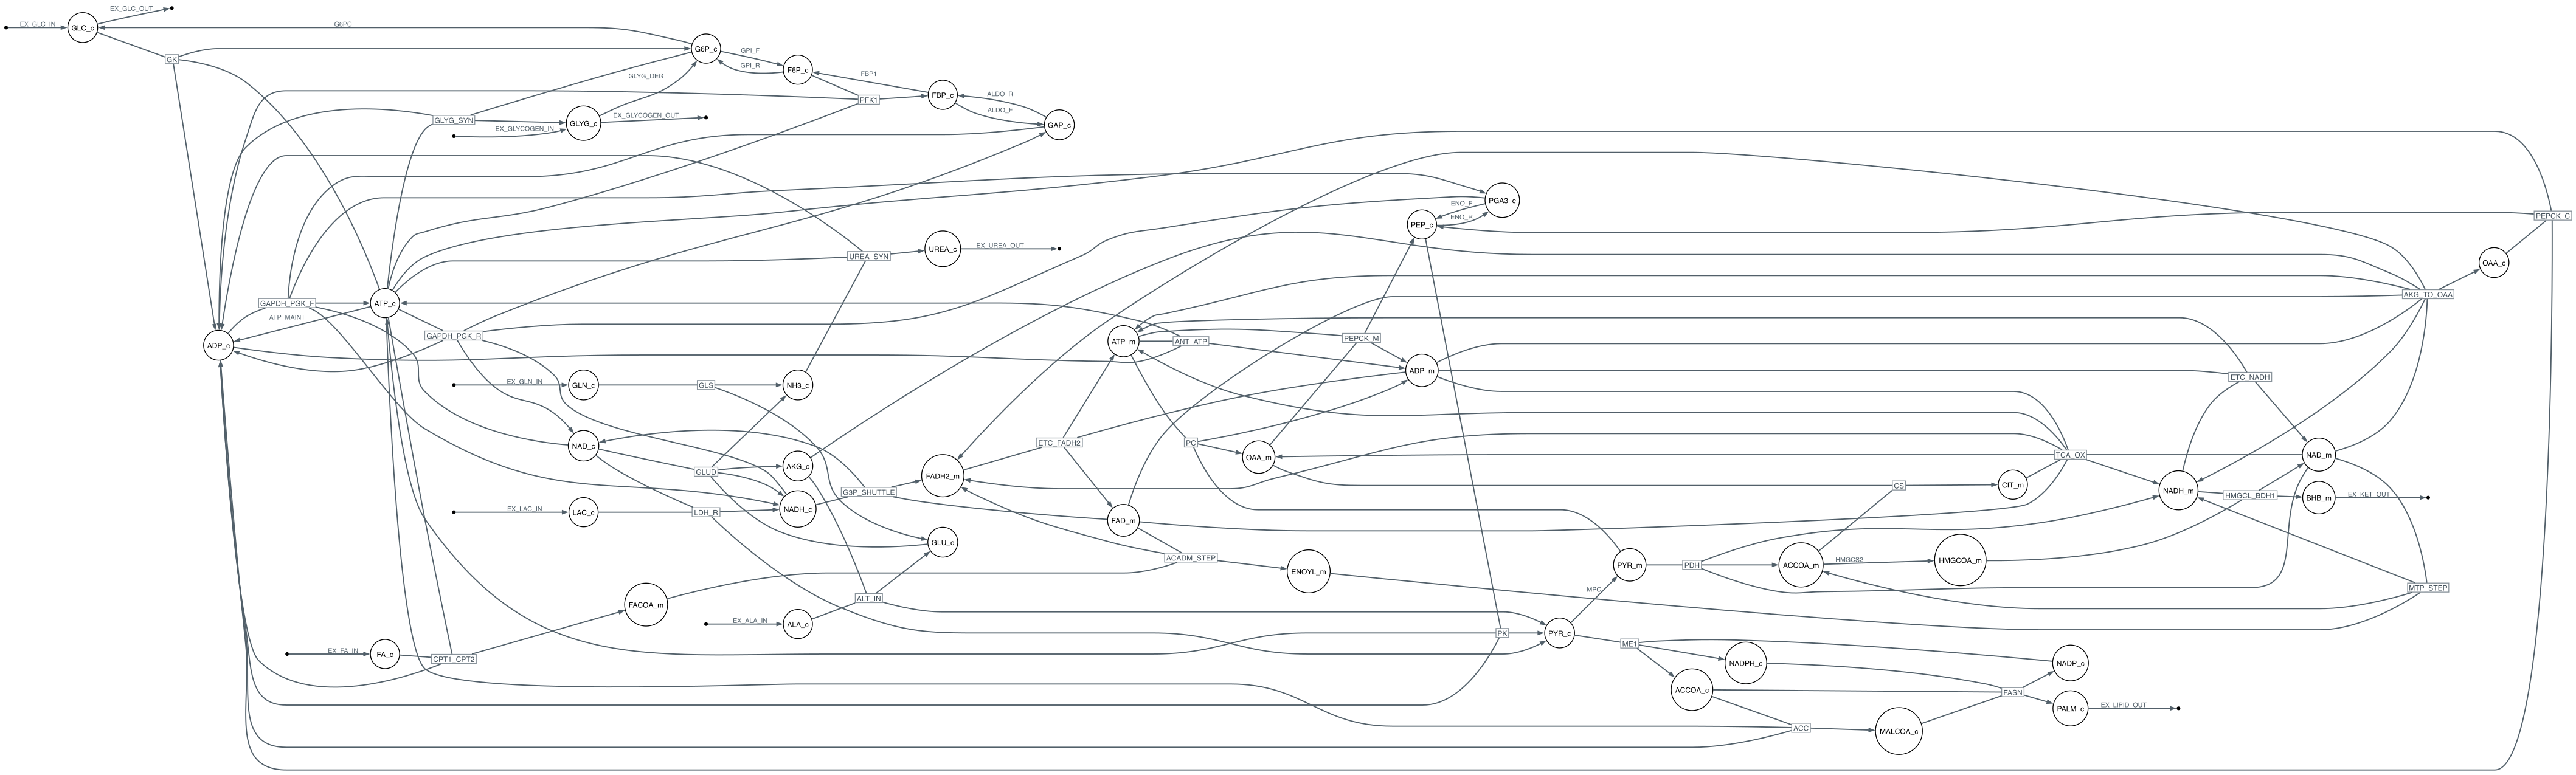 EX_GLC_OUT
EX_GLC_IN
GLC_c
G6PC
GK
G6P_c
GPI_F
GPI_R
F6P_c
FBP1
GLYG_DEG
FBP_c
PFK1
ALDO_R
ALDO_F
GAP_c
GLYG_SYN
GLYG_c
EX_GLYCOGEN_IN
EX_GLYCOGEN_OUT
PGA3_c
ENO_F
ENO_R
PEP_c
PEPCK_C
UREA_c
EX_UREA_OUT
UREA_SYN
OAA_c
AKG_TO_OAA
GAPDH_PGK_F
ATP_c
ATP_MAINT
GAPDH_PGK_R
ADP_c
ATP_m
ANT_ATP
PEPCK_M
ADP_m
ETC_NADH
EX_GLN_IN
GLN_c
GLS
NH3_c
NAD_c
ETC_FADH2
PC
OAA_m
TCA_OX
NAD_m
GLUD
AKG_c
FADH2_m
G3P_SHUTTLE
CS
CIT_m
NADH_m
HMGCL_BDH1
BHB_m
EX_KET_OUT
EX_LAC_IN
LAC_c
LDH_R
NADH_c
FAD_m
GLU_c
ACADM_STEP
ENOYL_m
PYR_m
PDH
ACCOA_m
HMGCS2
HMGCOA_m
MPC
MTP_STEP
FACOA_m
ALT_IN
EX_ALA_IN
ALA_c
PK
PYR_c
ME1
EX_FA_IN
FA_c
CPT1_CPT2
NADPH_c
NADP_c
ACCOA_c
FASN
PALM_c
EX_LIPID_OUT
ACC
MALCOA_c